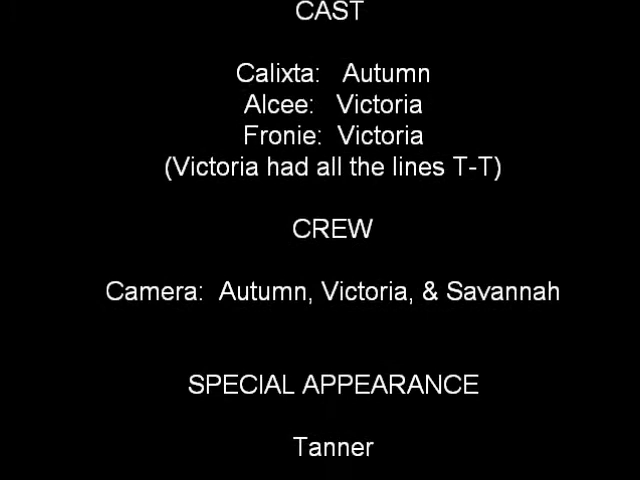 CAST
Calixta: Autumn
Alcee: Victoria
Fronie: Victoria
(Victoria had all the lines T-T)
CREW
Camera: Autumn, Victoria, & Savannah
SPECIAL APPEARANCE
Tanner